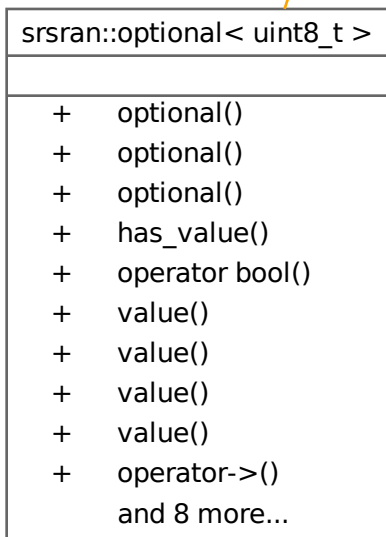 srsran::optional< uint8_t >
+ optional()
+ optional()
+ optional()
+ has_value()
+ operator bool()
+ value()
+ value()
+ value()
+ value()
+ operator->()
and 8 more...